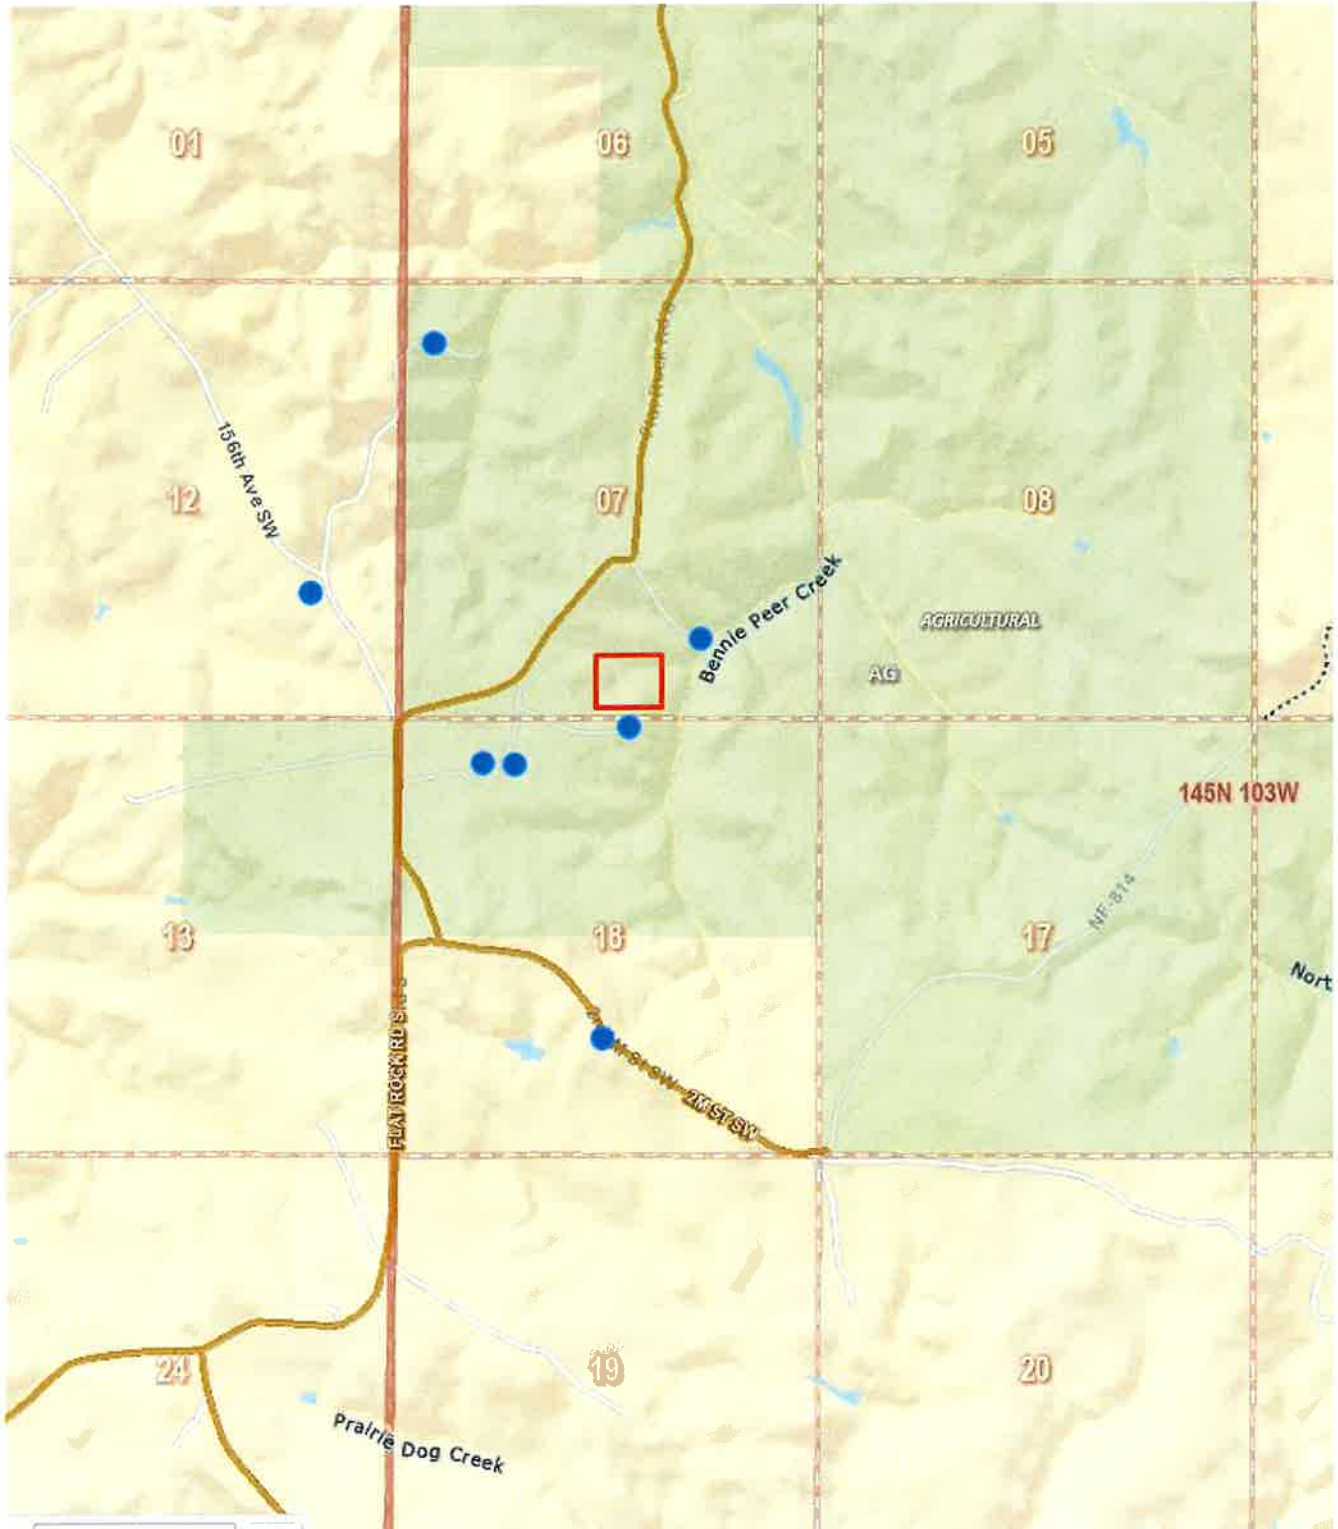 01
06
05
12
156th Ave SW
07
08
Bennie Peer Creek
AGRICULTURAL
AG
145N 103W
NF-814
13
18
17
Nort
FLAT ROCK RD S
2M ST SW
24
19
20
Prairie Dog Creek